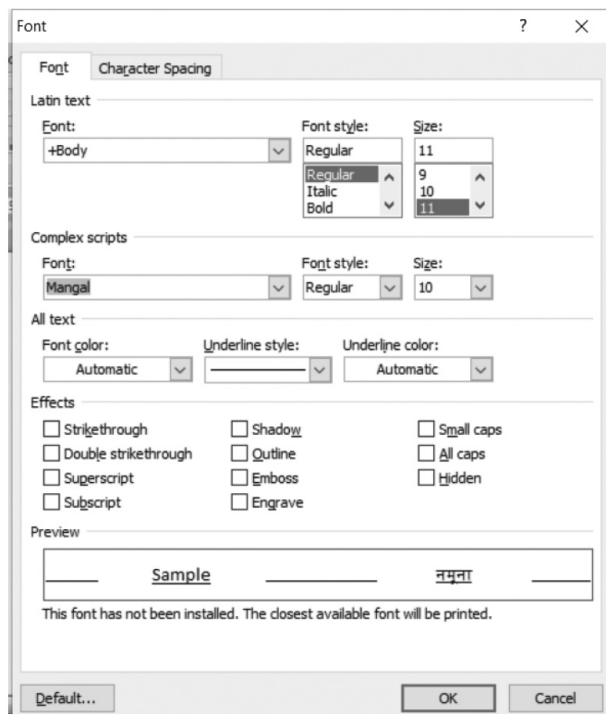 Font ?
Font Character Spacing
Latin text
Font: Font style: Size:
+Body Regular 11
Regular 9
Italic 10
Bold 11
Complex scripts
Font: Font style: Size:
Mangal Regular 10
All text
Font color: Underline style: Underline color:
Automatic Automatic
Effects
Strikethrough Shadow Small caps
Double strikethrough Outline All caps
Superscript Emboss Hidden
Subscript Engrave
Preview
Sample नमूना
This font has not been installed. The closest available font will be printed.
Default... OK Cancel